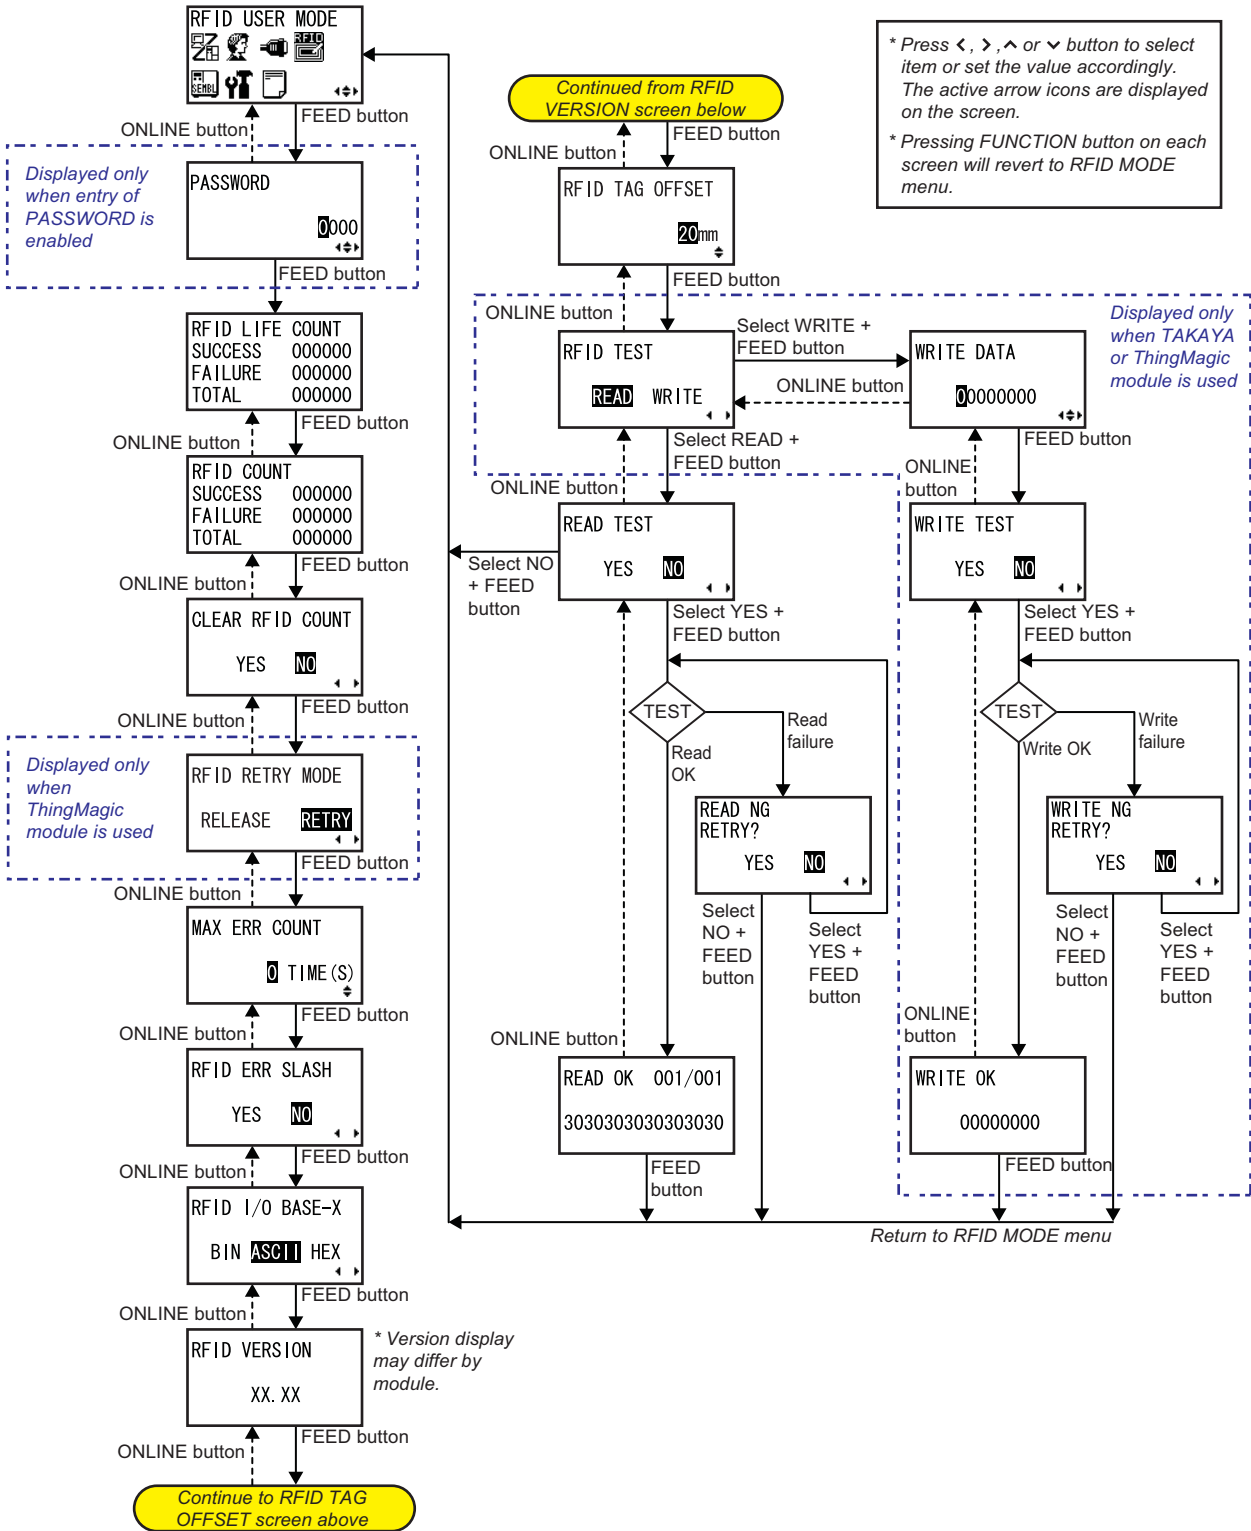 RFID USER MODE
RFID
SEMBL
ONLINE button
FEED button
Displayed only
when entry of
PASSWORD is
enabled
PASSWORD
0000
FEED button
RFID LIFE COUNT
SUCCESS 000000
FAILURE 000000
TOTAL 000000
ONLINE button
FEED button
RFID COUNT
SUCCESS 000000
FAILURE 000000
TOTAL 000000
ONLINE button
FEED button
CLEAR RFID COUNT
YES NO
ONLINE button
FEED button
Displayed only
when
ThingMagic
module is used
RFID RETRY MODE
RELEASE RETRY
ONLINE button
FEED button
MAX ERR COUNT
0 TIME(S)
ONLINE button
FEED button
RFID ERR SLASH
YES NO
ONLINE button
FEED button
RFID I/O BASE-X
BIN ASCII HEX
ONLINE button
FEED button
RFID VERSION
XX.XX
* Version display
may differ by
module.
ONLINE button
FEED button
Continue to RFID TAG
OFFSET screen above
Continued from RFID
VERSION screen below
ONLINE button
FEED button
RFID TAG OFFSET
20mm
ONLINE button
FEED button
RFID TEST
READ WRITE
Select WRITE +
FEED button
ONLINE button
WRITE DATA
00000000
Displayed only
when TAKAYA
or ThingMagic
module is used
ONLINE button
Select READ +
FEED button
READ TEST
YES NO
Select NO
+ FEED
button
Select YES +
FEED button
TEST
Read
failure
Read
OK
READ NG
RETRY?
YES NO
Select
NO +
FEED
button
Select
YES +
FEED
button
ONLINE button
READ OK 001/001
3030303030303030
FEED
button
ONLINE
button
FEED button
WRITE TEST
YES NO
Select YES +
FEED button
TEST
Write
failure
Write OK
WRITE NG
RETRY?
YES NO
Select
NO +
FEED
button
Select
YES +
FEED
button
ONLINE
button
WRITE OK
00000000
FEED button
Return to RFID MODE menu
* Press <, >, ^ or v button to select
item or set the value accordingly.
The active arrow icons are displayed
on the screen.
* Pressing FUNCTION button on each
screen will revert to RFID MODE
menu.